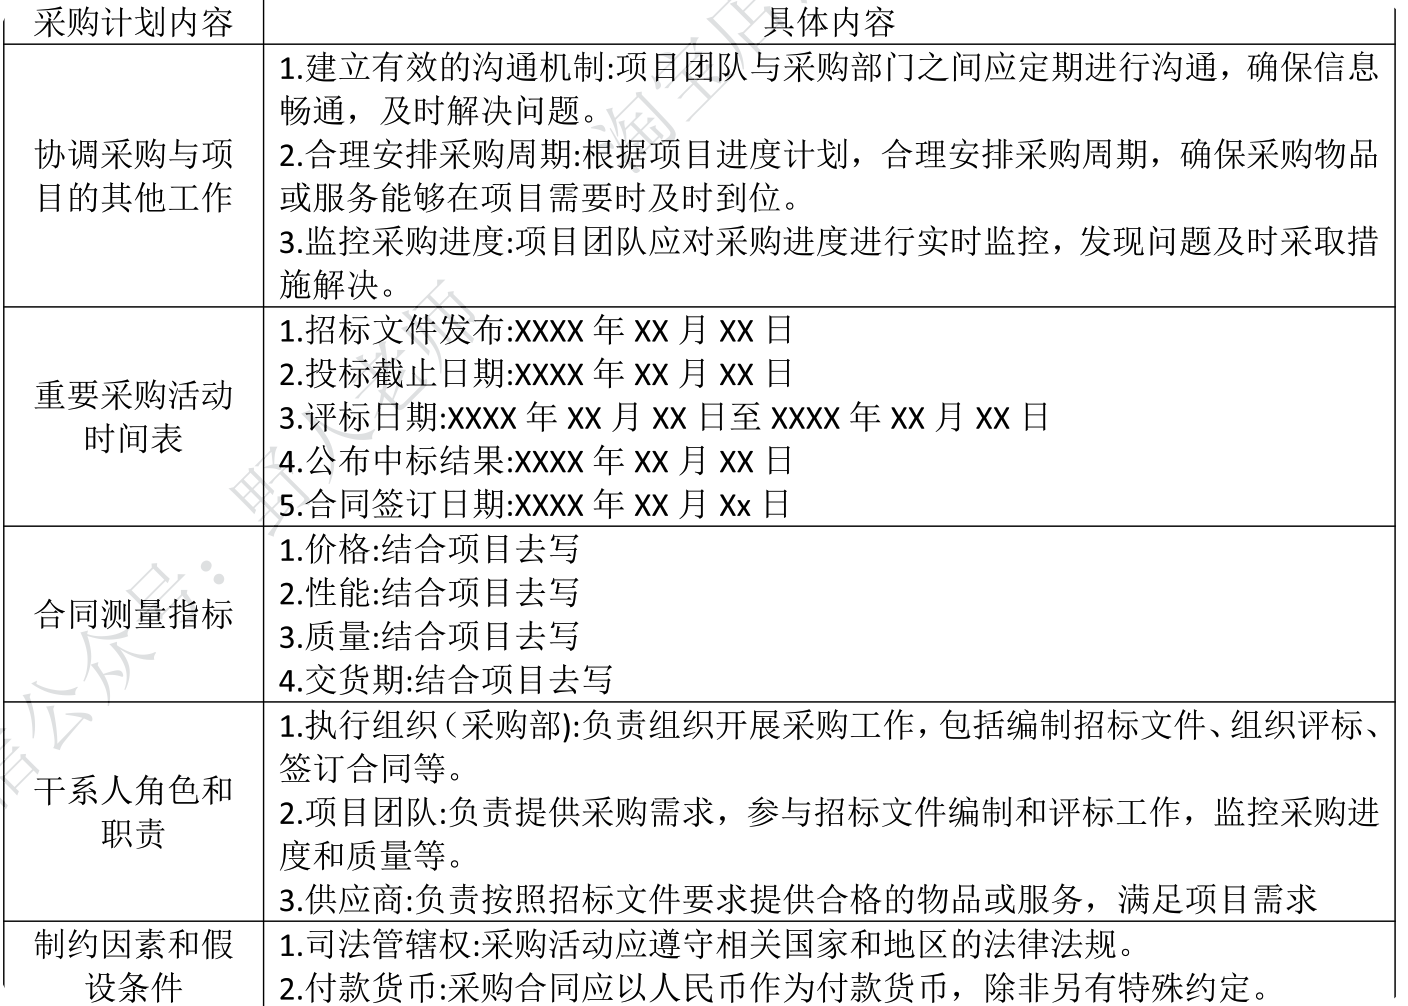 采购计划内容 具体内容
协调采购与项
目的其他工作
1.建立有效的沟通机制:项目团队与采购部门之间应定期进行沟通，确保信息
畅通，及时解决问题。
2.合理安排采购周期:根据项目进度计划，合理安排采购周期，确保采购物品
或服务能够在项目需要时及时到位。
3.监控采购进度:项目团队应对采购进度进行实时监控，发现问题及时采取措
施解决。
重要采购活动
时间表
1.招标文件发布:XXXX 年 XX 月 XX 日
2.投标截止日期:XXXX 年 XX 月 XX 日
3.评标日期:XXXX 年 XX 月 XX 日至 XXXX 年 XX 月 XX 日
4.公布中标结果:XXXX 年 XX 月 XX 日
5.合同签订日期:XXXX 年 XX 月 Xx 日
合同测量指标
1.价格:结合项目去写
2.性能:结合项目去写
3.质量:结合项目去写
4.交货期:结合项目去写
干系人角色和
职责
1.执行组织（采购部):负责组织开展采购工作，包括编制招标文件、组织评标、
签订合同等。
2.项目团队:负责提供采购需求，参与招标文件编制和评标工作，监控采购进
度和质量等。
3.供应商:负责按照招标文件要求提供合格的物品或服务，满足项目需求
制约因素和假
设条件
1.司法管辖权:采购活动应遵守相关国家和地区的法律法规。
2.付款货币:采购合同应以人民币作为付款货币，除非另有特殊约定。
信公众号：野人老师
淘宝店